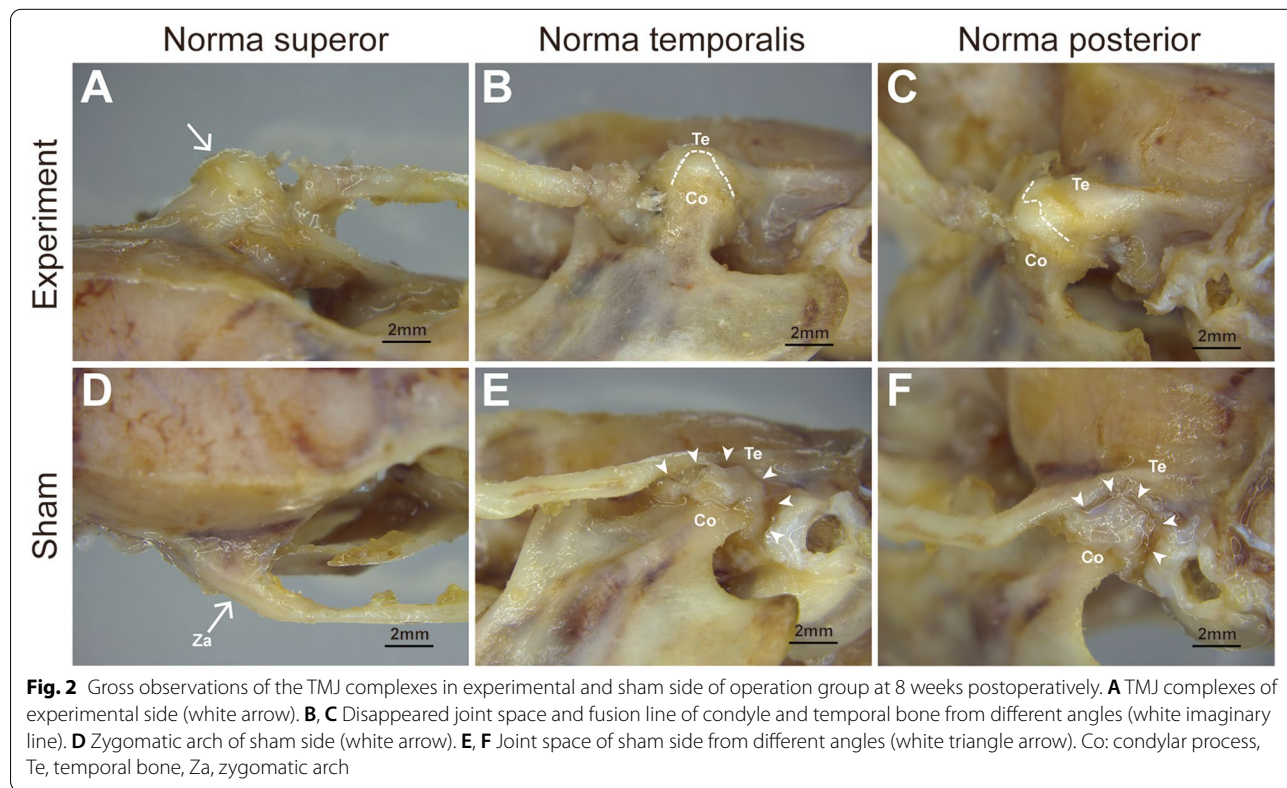 Norma superor
Norma temporalis
Norma posterior
Experiment
A
2mm
B
Te
Co
2mm
C
Te
Co
2mm
Sham
D
Za
2mm
E
Te
Co
2mm
F
Te
Co
2mm
Fig. 2 Gross observations of the TMJ complexes in experimental and sham side of operation group at 8 weeks postoperatively. A TMJ complexes of
experimental side (white arrow). B, C Disappeared joint space and fusion line of condyle and temporal bone from different angles (white imaginary
line). D Zygomatic arch of sham side (white arrow). E, F Joint space of sham side from different angles (white triangle arrow). Co: condylar process,
Te, temporal bone, Za, zygomatic arch